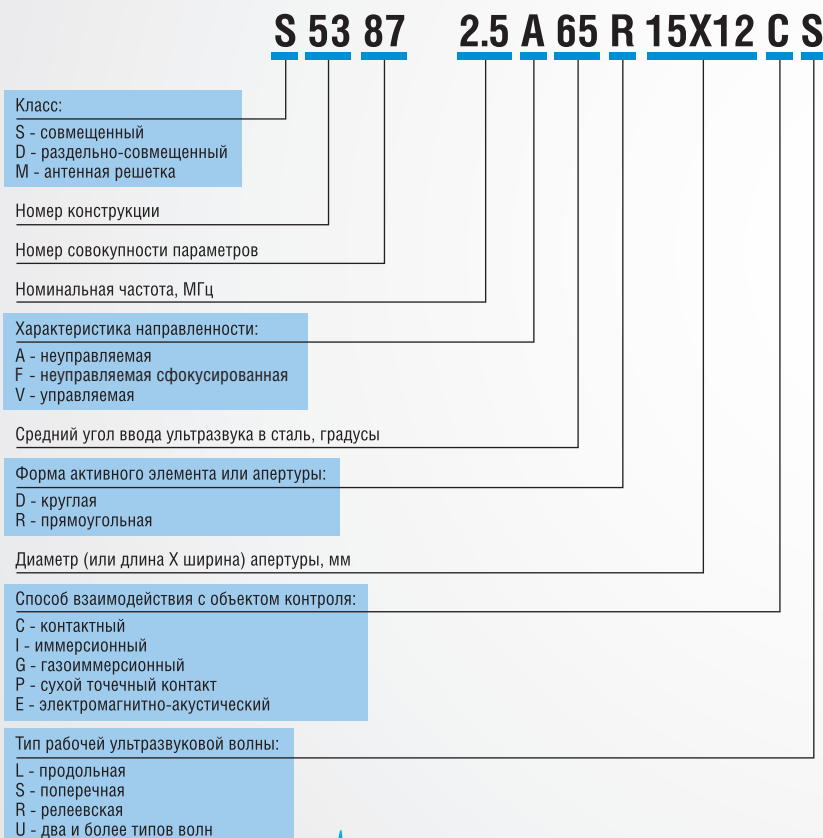 S 53 87 2.5 A 65 R 15X12 C S
Класс:
S - совмещенный
D - раздельно-совмещенный
M - антенная решетка
Номер конструкции
Номер совокупности параметров
Номинальная частота, МГц
Характеристика направленности:
A - неуправляемая
F - неуправляемая сфокусированная
V - управляемая
Средний угол ввода ультразвука в сталь, градусы
Форма активного элемента или апертуры:
D - круглая
R - прямоугольная
Диаметр (или длина X ширина) апертуры, мм
Способ взаимодействия с объектом контроля:
C - контактный
I - иммерсионный
G - газоиммерсионный
P - сухой точечный контакт
E - электромагнитно-акустический
Тип рабочей ультразвуковой волны:
L - продольная
S - поперечная
R - релеевская
U - два и более типов волн